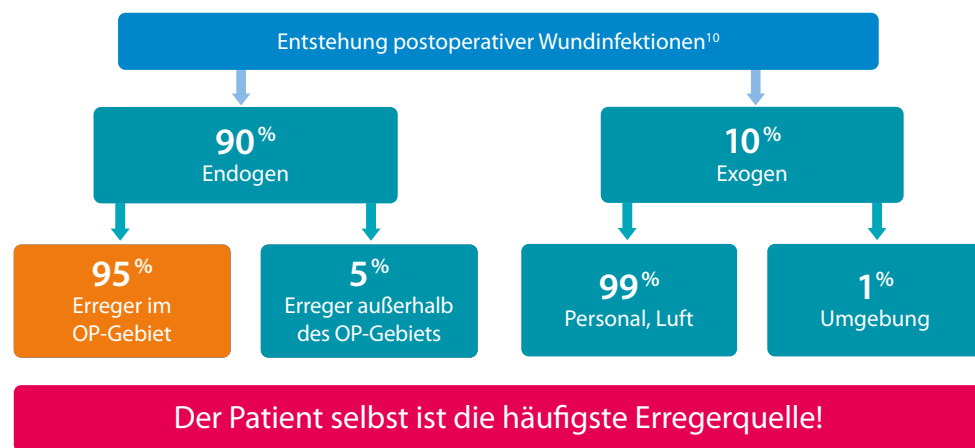 Entstehung postoperativer Wundinfektionen¹⁰
90%
Endogen
10%
Exogen
95%
Erreger im
OP-Gebiet
5%
Erreger außerhalb
des OP-Gebiets
99%
Personal, Luft
1%
Umgebung
Der Patient selbst ist die häufigste Erregerquelle!